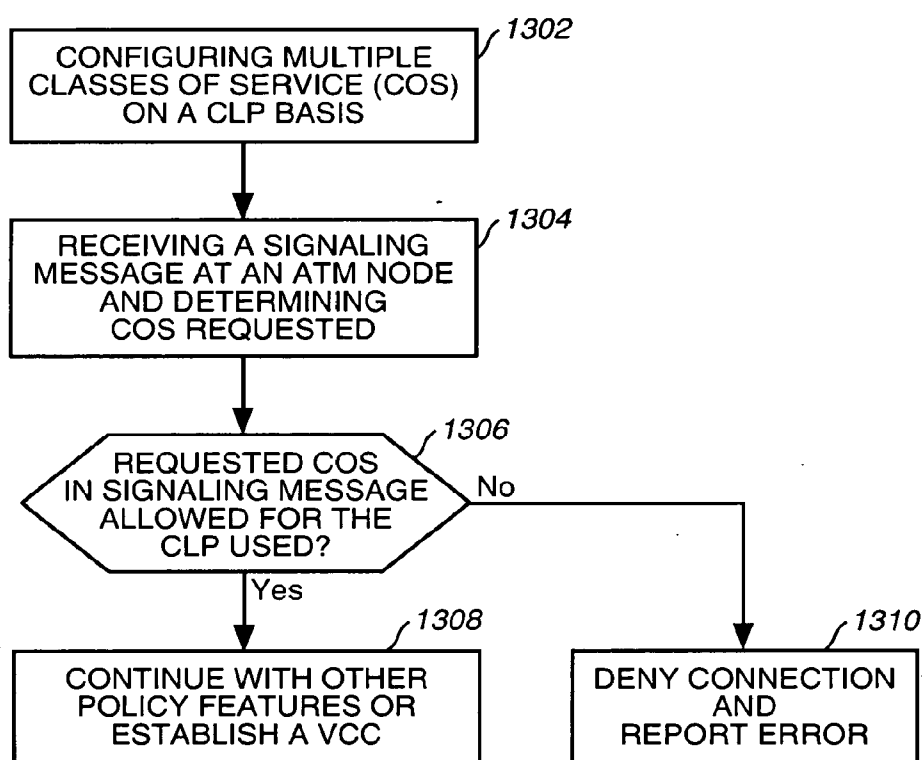 1302
CONFIGURING MULTIPLE
CLASSES OF SERVICE (COS)
ON A CLP BASIS
1304
RECEIVING A SIGNALING
MESSAGE AT AN ATM NODE
AND DETERMINING
COS REQUESTED
1306
REQUESTED COS
IN SIGNALING MESSAGE
ALLOWED FOR THE
CLP USED?
No
Yes
1308
CONTINUE WITH OTHER
POLICY FEATURES OR
ESTABLISH A VCC
1310
DENY CONNECTION
AND
REPORT ERROR